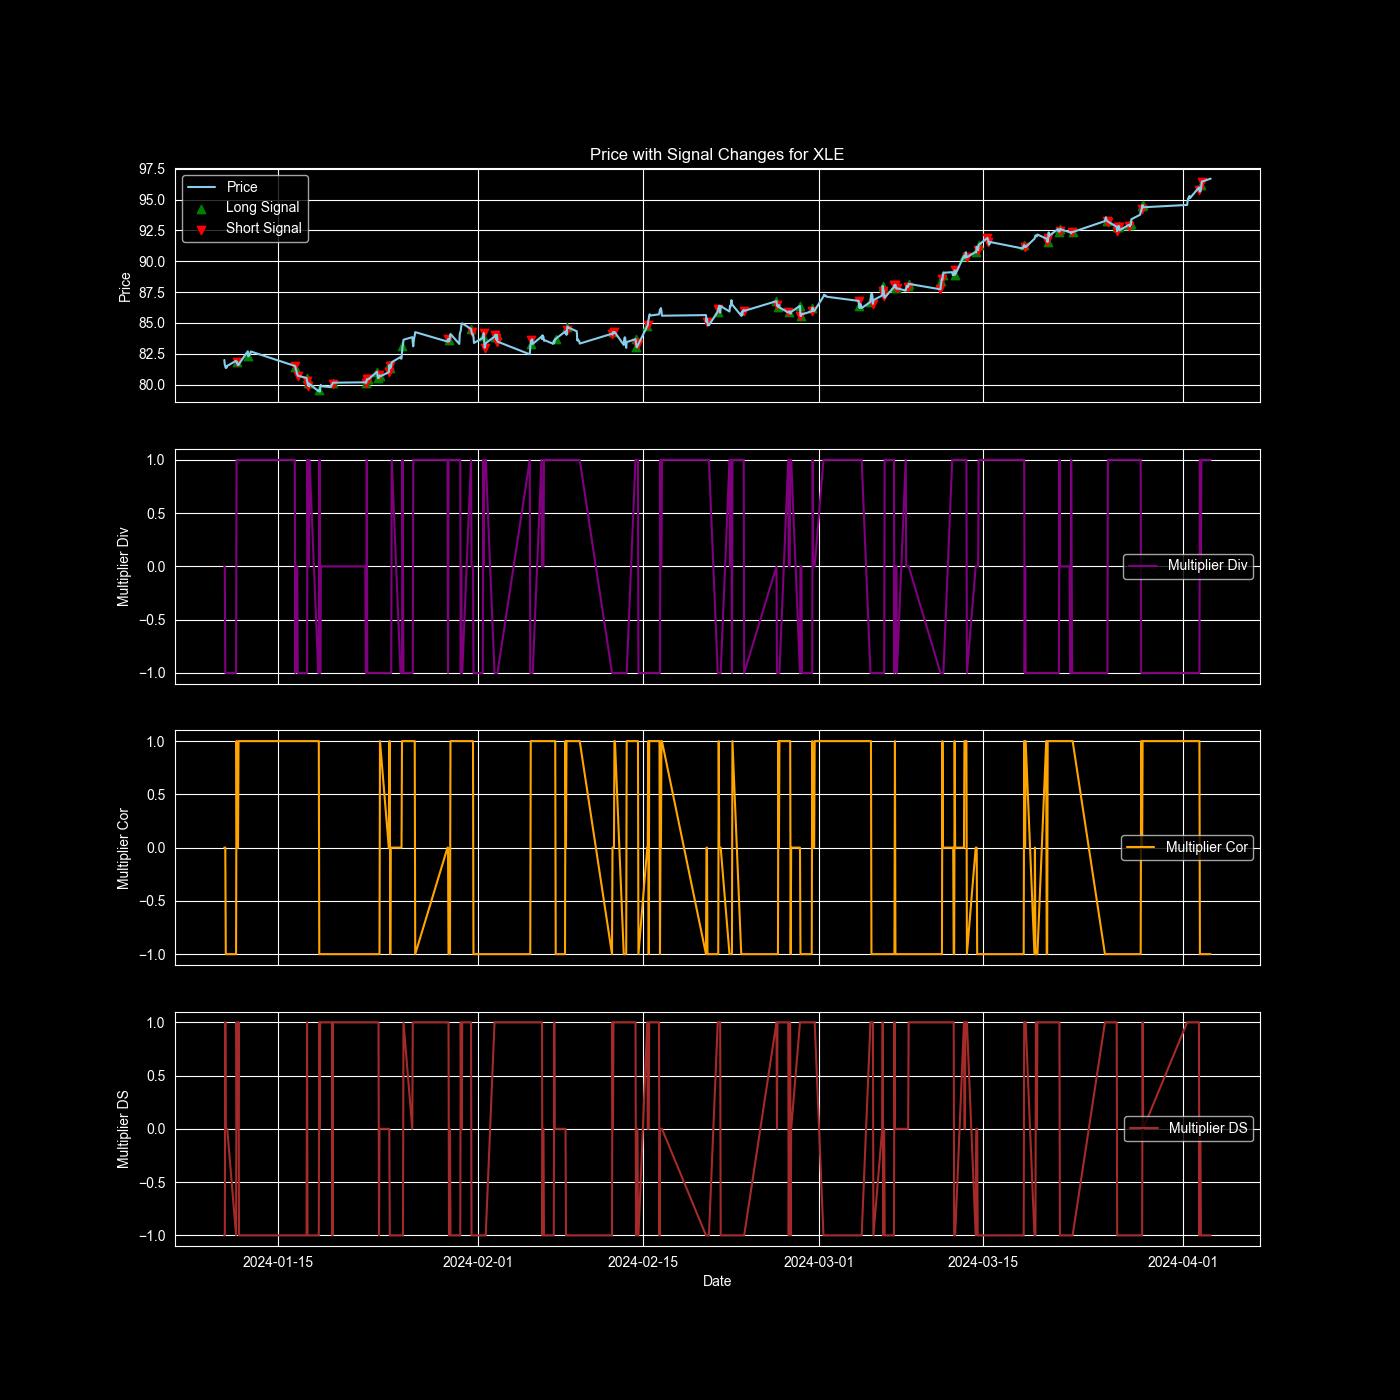 Price with Signal Changes for XLE
97.5
95.0
92.5
90.0
87.5
85.0
82.5
80.0
Price
Price
Long Signal
Short Signal
1.0
0.5
0.0
−0.5
−1.0
Multiplier Div
Multiplier Div
1.0
0.5
0.0
−0.5
−1.0
Multiplier Cor
Multiplier Cor
1.0
0.5
0.0
−0.5
−1.0
Multiplier DS
Multiplier DS
2024-01-15 2024-02-01 2024-02-15 2024-03-01 2024-03-15 2024-04-01
Date